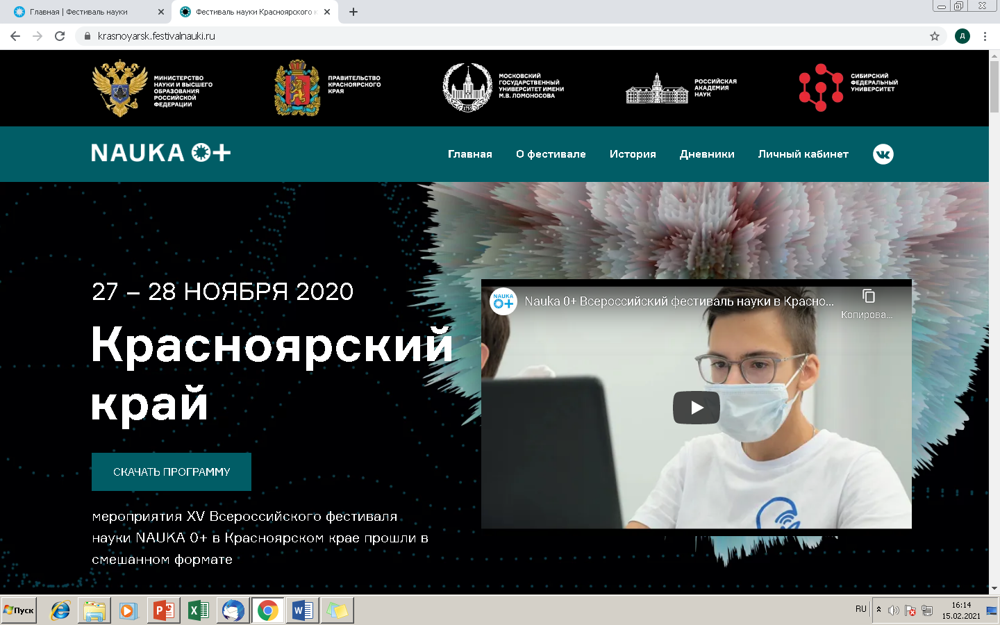 Главная | Фестиваль науки
Фестиваль науки Красноярского к
krasnoyarsk.festivalnauki.ru
Д
МИНИСТЕРСТВО
НАУКИ И ВЫСШЕГО
ОБРАЗОВАНИЯ
РОССИЙСКОЙ
ФЕДЕРАЦИИ
ПРАВИТЕЛЬСТВО
КРАСНОЯРСКОГО
КРАЯ
1755
МОСКОВСКИЙ
ГОСУДАРСТВЕННЫЙ
УНИВЕРСИТЕТ ИМЕНИ
М.В. ЛОМОНОСОВА
РОССИЙСКАЯ
АКАДЕМИЯ
НАУК
СИБИРСКИЙ
ФЕДЕРАЛЬНЫЙ
УНИВЕРСИТЕТ
NAUKA 0+
Главная О фестивале История Дневники Личный кабинет
27 – 28 НОЯБРЯ 2020
Красноярский
край
СКАЧАТЬ ПРОГРАММУ
мероприятия XV Всероссийского фестиваля
науки NAUKA 0+ в Красноярском крае прошли в
смешанном формате
NAUKA
0+
Nauka 0+ Всероссийский фестиваль науки в Красно...
Копирова...
Пуск
RU
16:14
15.02.2021